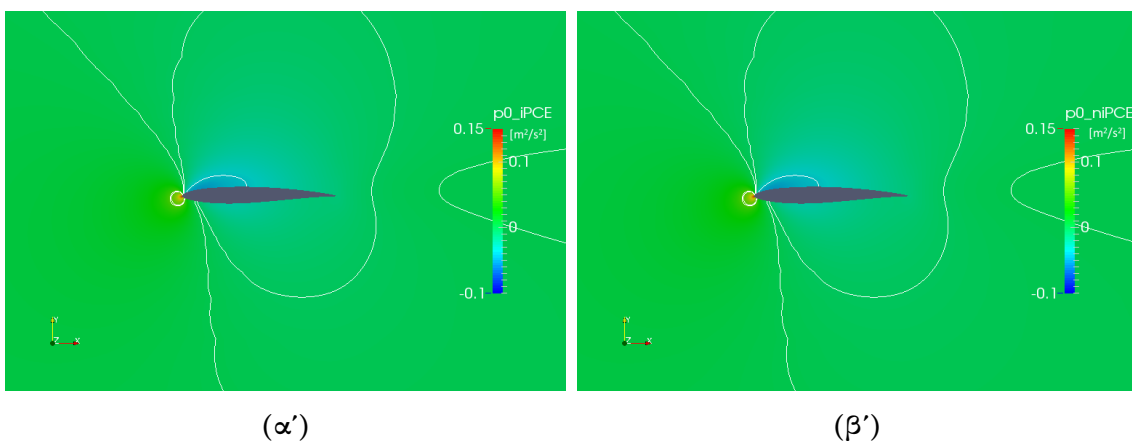 p0_iPCE
0.15
[m²/s²]
0.1
0
-0.1
Y
Z
X
p0_niPCE
0.15
[m²/s²]
0.1
0
-0.1
Y
Z
X
(α′)
(β′)